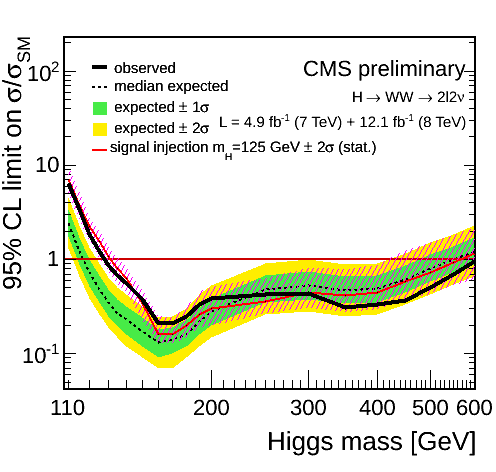 95% CL limit on σ/σSM
10²
10
1
10⁻¹
observed
median expected
expected ± 1σ
expected ± 2σ
signal injection mH=125 GeV ± 2σ (stat.)
CMS preliminary
H → WW → 2l2ν
L = 4.9 fb⁻¹ (7 TeV) + 12.1 fb⁻¹ (8 TeV)
110 200 300 400 500 600
Higgs mass [GeV]